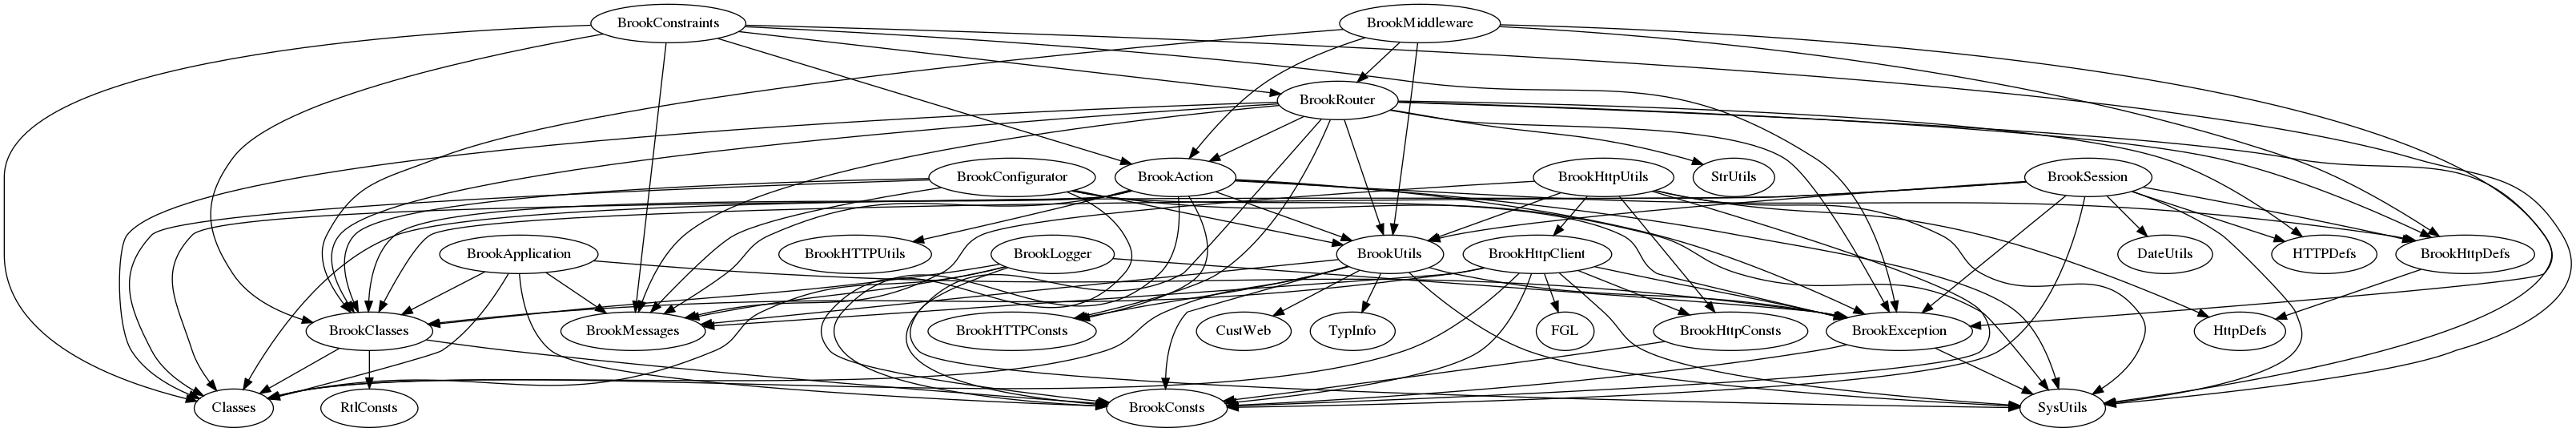 BrookConstraints
BrookMiddleware
BrookRouter
BrookConfigurator
BrookAction
BrookHttpUtils
StrUtils
BrookSession
BrookApplication
BrookHTTPUtils
BrookLogger
BrookUtils
BrookHttpClient
DateUtils
HTTPDefs
BrookHttpDefs
BrookClasses
BrookMessages
BrookHTTPConsts
CustWeb
TypInfo
FGL
BrookHttpConsts
BrookException
HttpDefs
Classes
RtlConsts
BrookConsts
SysUtils